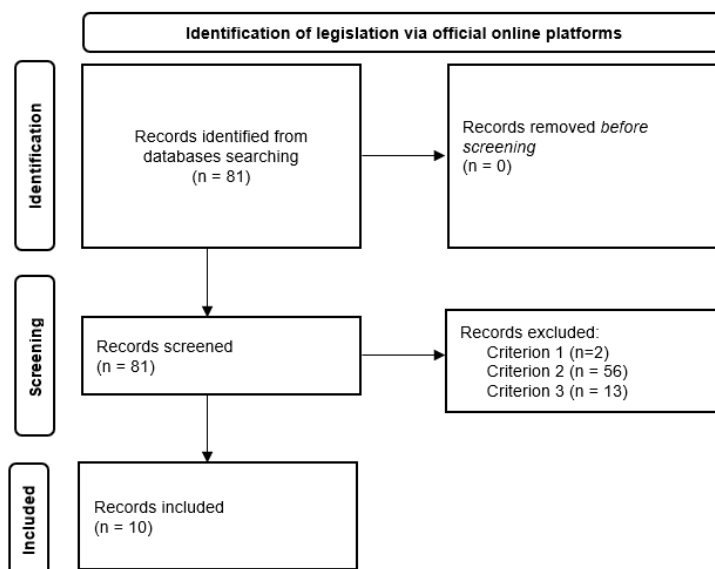 Identification of legislation via official online platforms
Identification
Records identified from
databases searching
(n = 81)
Records removed before
screening
(n = 0)
Screening
Records screened
(n = 81)
Records excluded:
Criterion 1 (n=2)
Criterion 2 (n = 56)
Criterion 3 (n = 13)
Included
Records included
(n = 10)